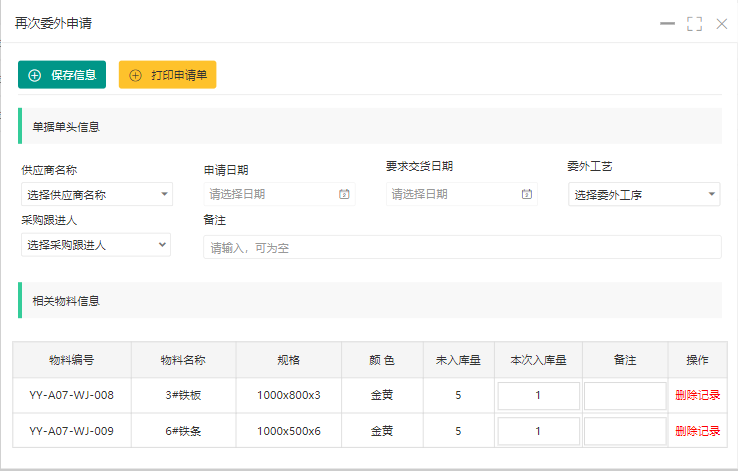 再次委外申请
保存信息 打印申请单
单据单头信息
供应商名称 申请日期 要求交货日期 委外工艺
选择供应商名称 请选择日期 请选择日期 选择委外工序
采购跟进人 备注
选择采购跟进人 请输入，可为空
相关物料信息
物料编号 物料名称 规格 颜 色 未入库量 本次入库量 备注 操作
YY-A07-WJ-008 3#铁板 1000x800x3 金黄 5 1 删除记录
YY-A07-WJ-009 6#铁条 1000x500x6 金黄 5 1 删除记录